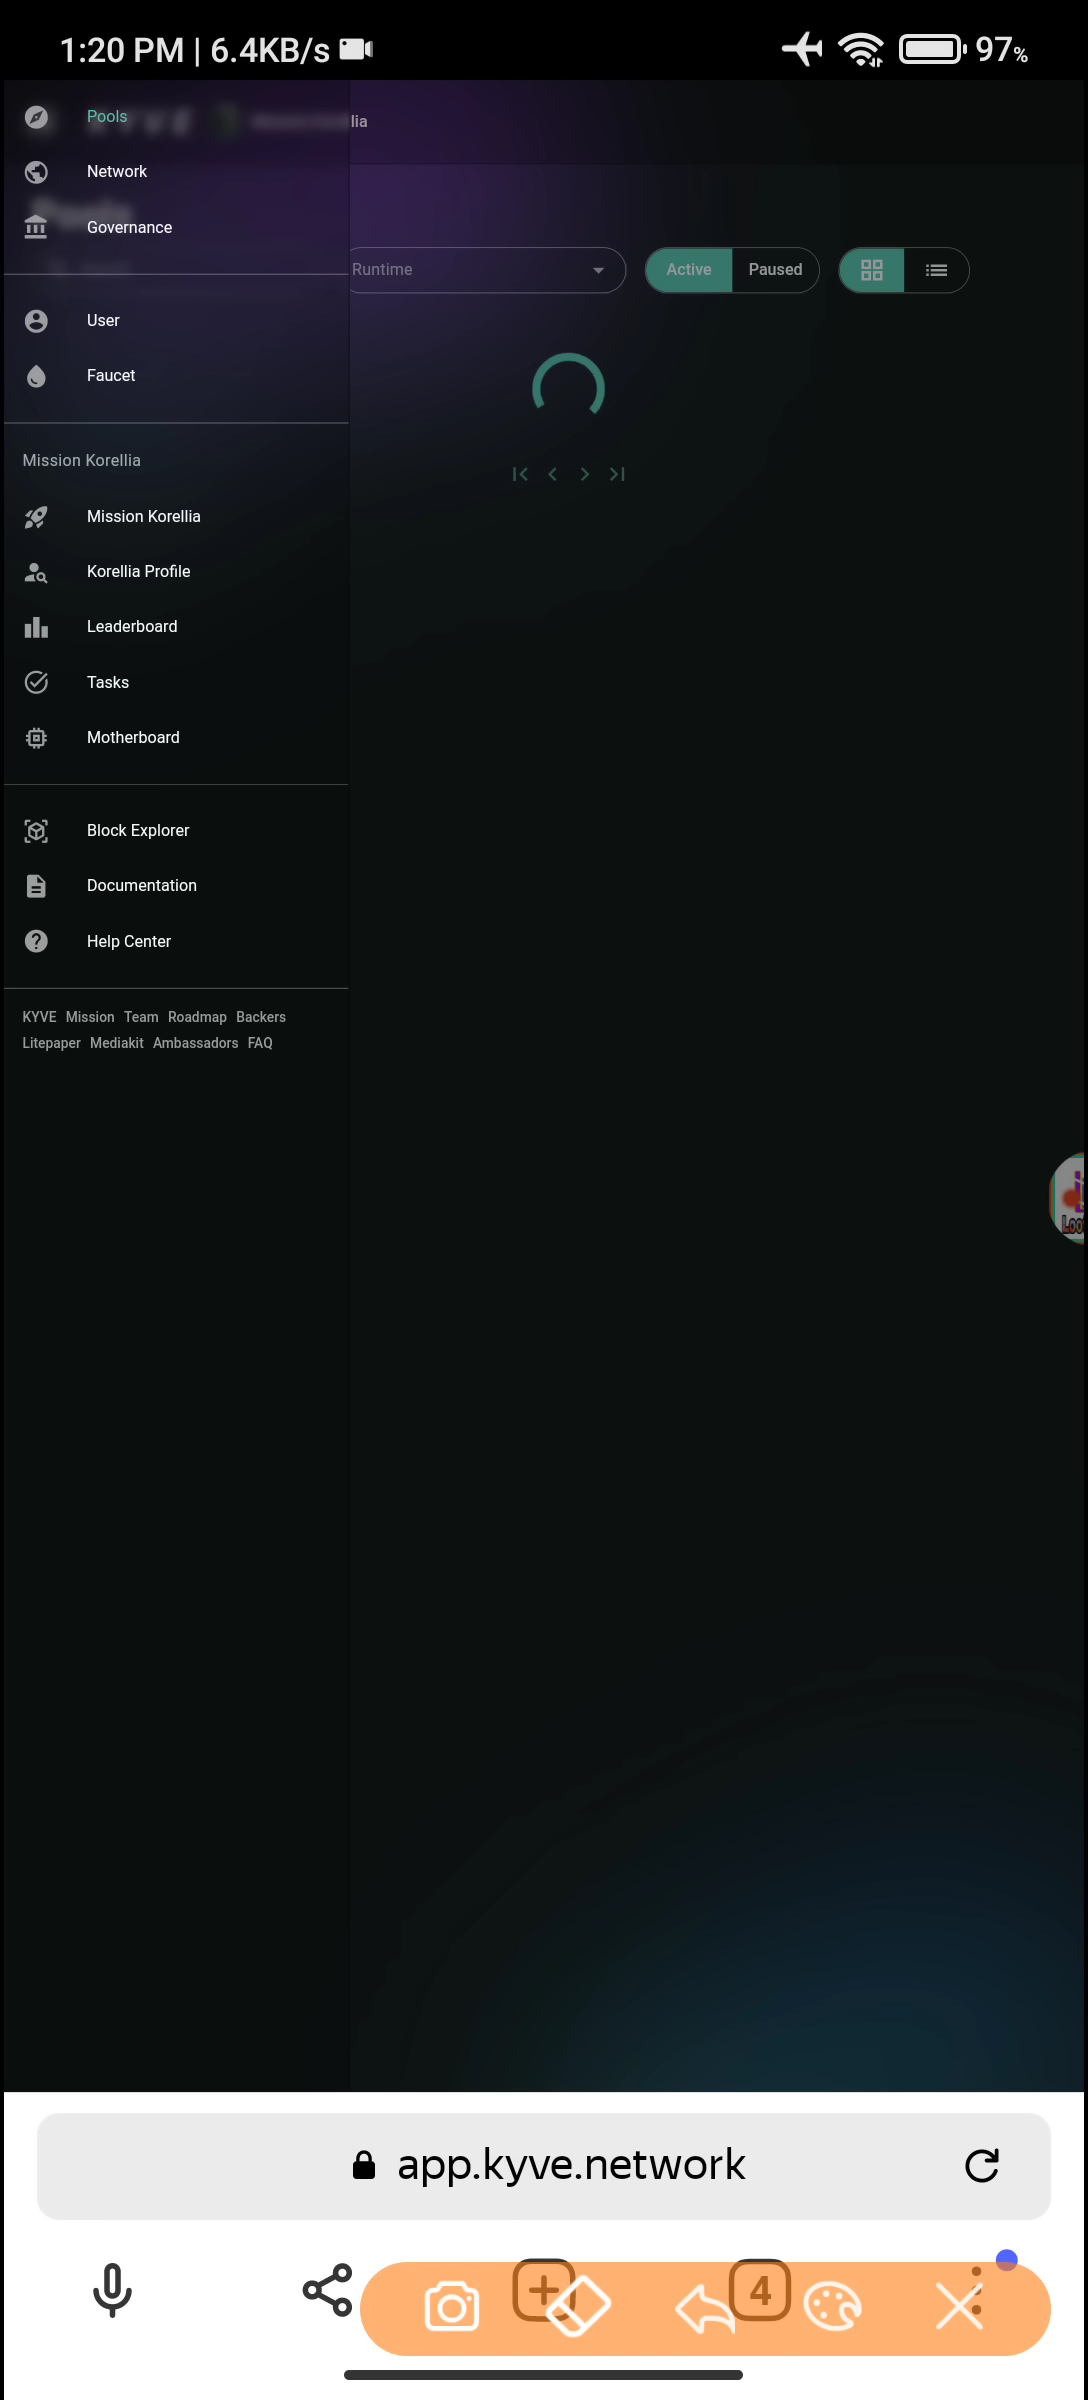 1:20 PM | 6.4KB/s 97%
Pools
KYVE
lia
Network
Pools
Governance
Runtime
Active
Paused
User
Faucet
Mission Korellia
Mission Korellia
Korellia Profile
Leaderboard
Tasks
Motherboard
Block Explorer
Documentation
Help Center
KYVE Mission Team Roadmap Backers
Litepaper Mediakit Ambassadors FAQ
app.kyve.network
4